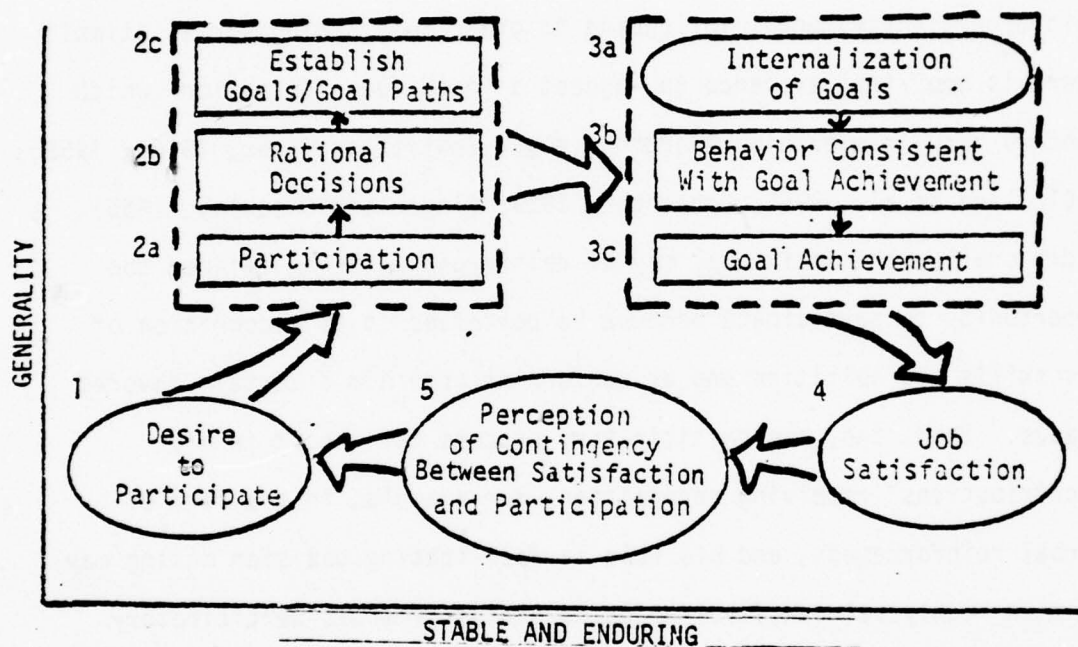 2c
Establish
Goals/Goal Paths
2b
Rational
Decisions
2a
Participation
3a
Internalization
of Goals
3b
Behavior Consistent
With Goal Achievement
3c
Goal Achievement
GENERALITY
1
Desire
to
Participate
5
Perception
of Contingency
Between Satisfaction
and Participation
4
Job
Satisfaction
STABLE AND ENDURING